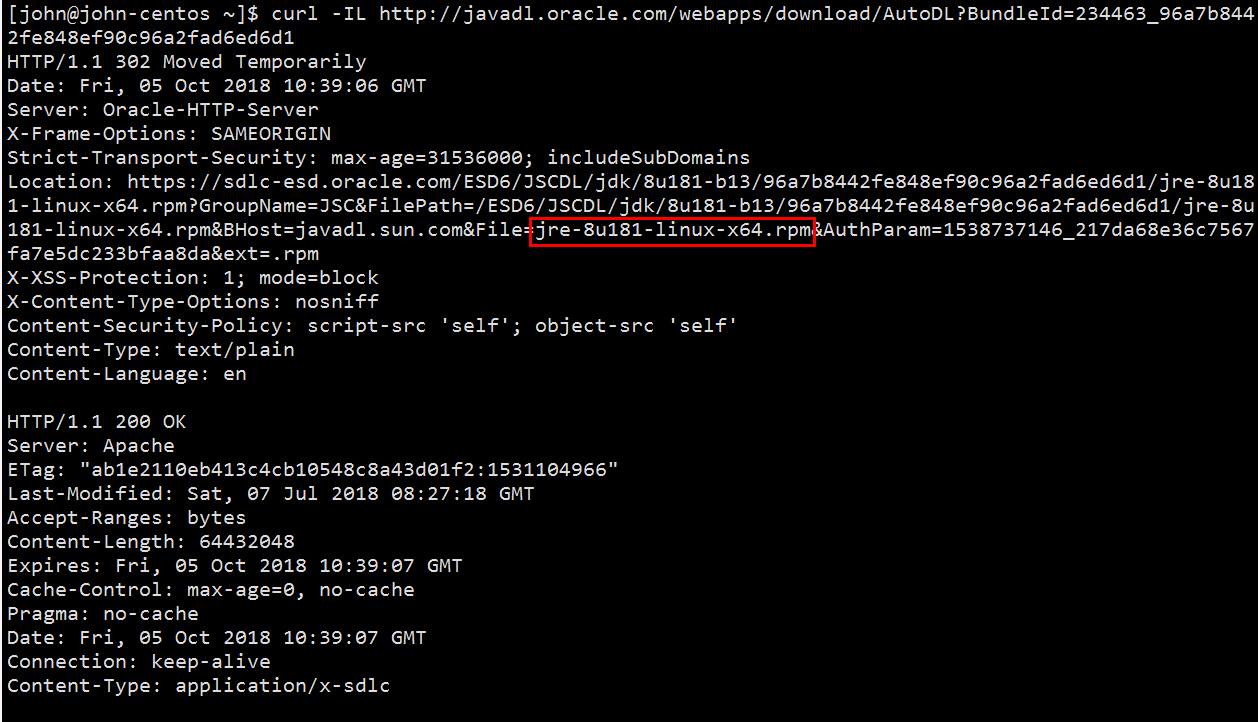 [john@john-centos ~]$ curl -IL http://javadl.oracle.com/webapps/download/AutoDL?BundleId=234463_96a7b844
2fe848ef90c96a2fad6ed6d1
HTTP/1.1 302 Moved Temporarily
Date: Fri, 05 Oct 2018 10:39:06 GMT
Server: Oracle-HTTP-Server
X-Frame-Options: SAMEORIGIN
Strict-Transport-Security: max-age=31536000; includeSubDomains
Location: https://sdlc-esd.oracle.com/ESD6/JSCDL/jdk/8u181-b13/96a7b8442fe848ef90c96a2fad6ed6d1/jre-8u18
1-linux-x64.rpm?GroupName=JSC&FilePath=/ESD6/JSCDL/jdk/8u181-b13/96a7b8442fe848ef90c96a2fad6ed6d1/jre-8u
181-linux-x64.rpm&BHost=javadl.sun.com&File=jre-8u181-linux-x64.rpm&AuthParam=1538737146_217da68e36c7567
fa7e5dc233bfaa8da&ext=.rpm
X-XSS-Protection: 1; mode=block
X-Content-Type-Options: nosniff
Content-Security-Policy: script-src 'self'; object-src 'self'
Content-Type: text/plain
Content-Language: en

HTTP/1.1 200 OK
Server: Apache
ETag: "ab1e2110eb413c4cb10548c8a43d01f2:1531104966"
Last-Modified: Sat, 07 Jul 2018 08:27:18 GMT
Accept-Ranges: bytes
Content-Length: 64432048
Expires: Fri, 05 Oct 2018 10:39:07 GMT
Cache-Control: max-age=0, no-cache
Pragma: no-cache
Date: Fri, 05 Oct 2018 10:39:07 GMT
Connection: keep-alive
Content-Type: application/x-sdlc